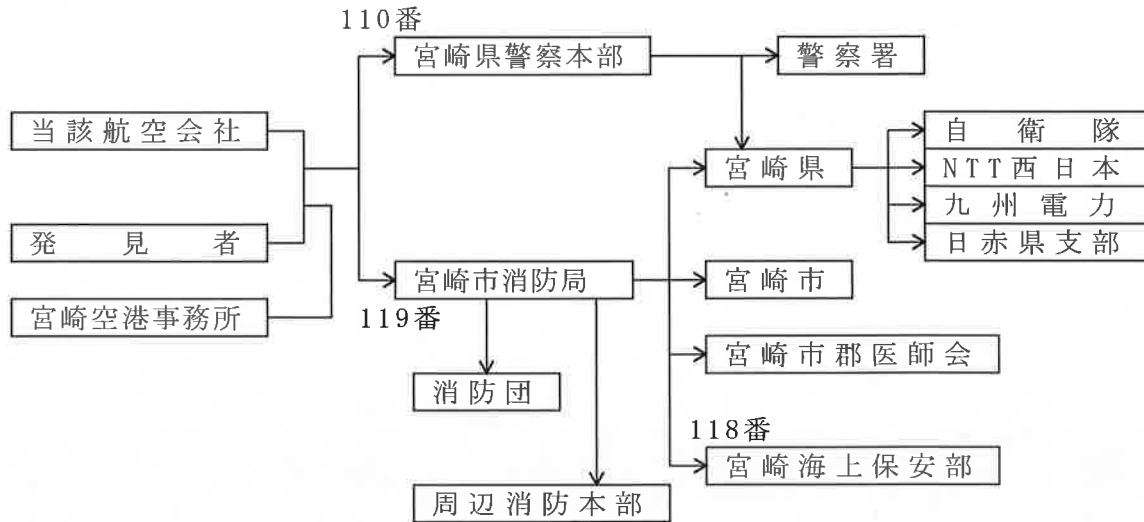 110番
宮崎県警察本部
警察署
当該航空会社
自衛隊
宮崎県
NTT西日本
九州電力
発見者
日赤県支部
宮崎市消防局
宮崎市
宮崎空港事務所
119番
宮崎市郡医師会
消防団
118番
宮崎海上保安部
周辺消防本部